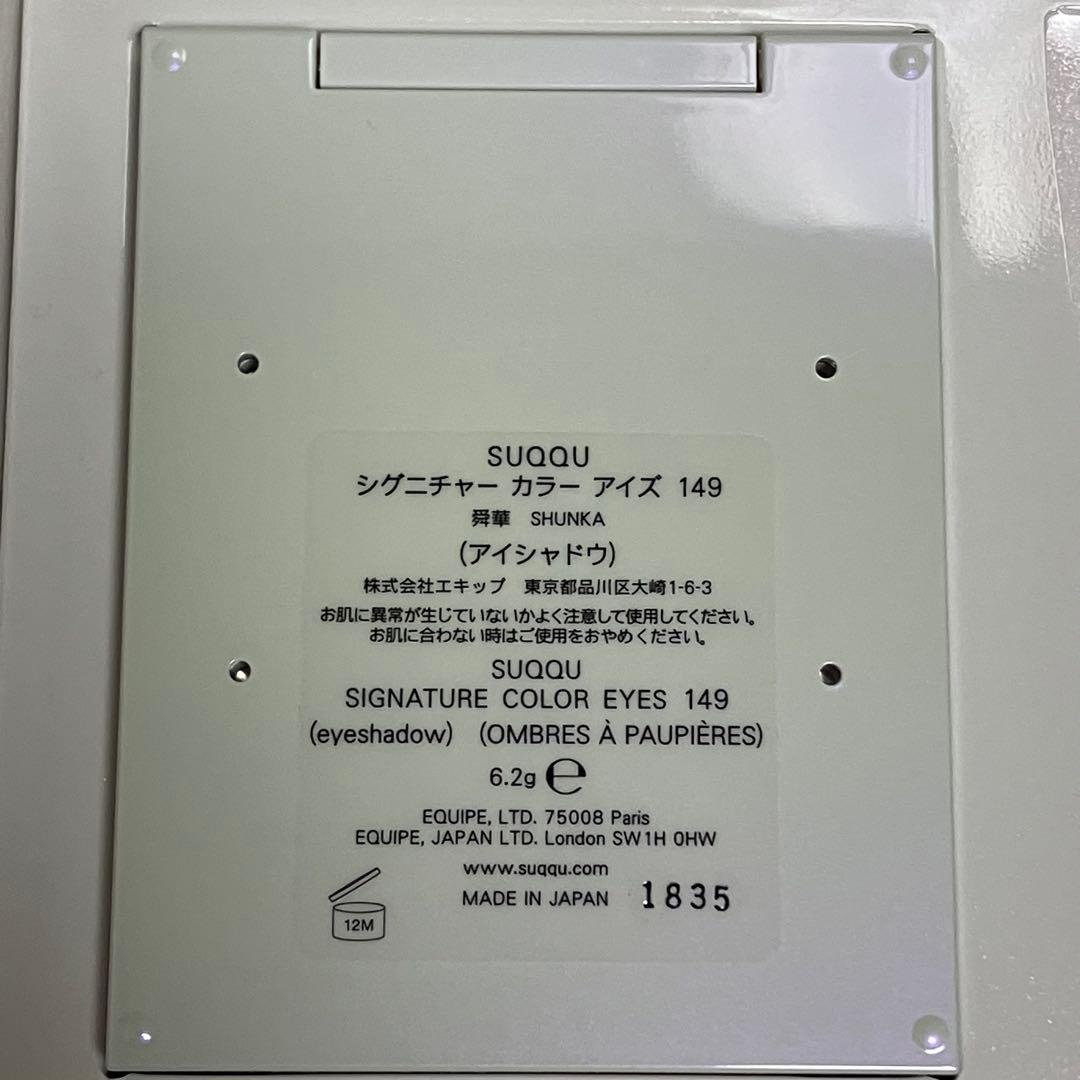 SUQQU
シグニチャー カラー アイズ 149
舜華 SHUNKA
(アイシャドウ)
株式会社エキップ 東京都品川区大崎1-6-3
お肌に異常が生じていないかよく注意して使用してください。
お肌に合わない時はご使用をおやめください。
SUQQU
SIGNATURE COLOR EYES 149
(eyeshadow) (OMBRES À PAUPIÈRES)
6.2g ℮
EQUIPE, LTD. 75008 Paris
EQUIPE, JAPAN LTD. London SW1H 0HW
www.suqqu.com
MADE IN JAPAN 1835
12M